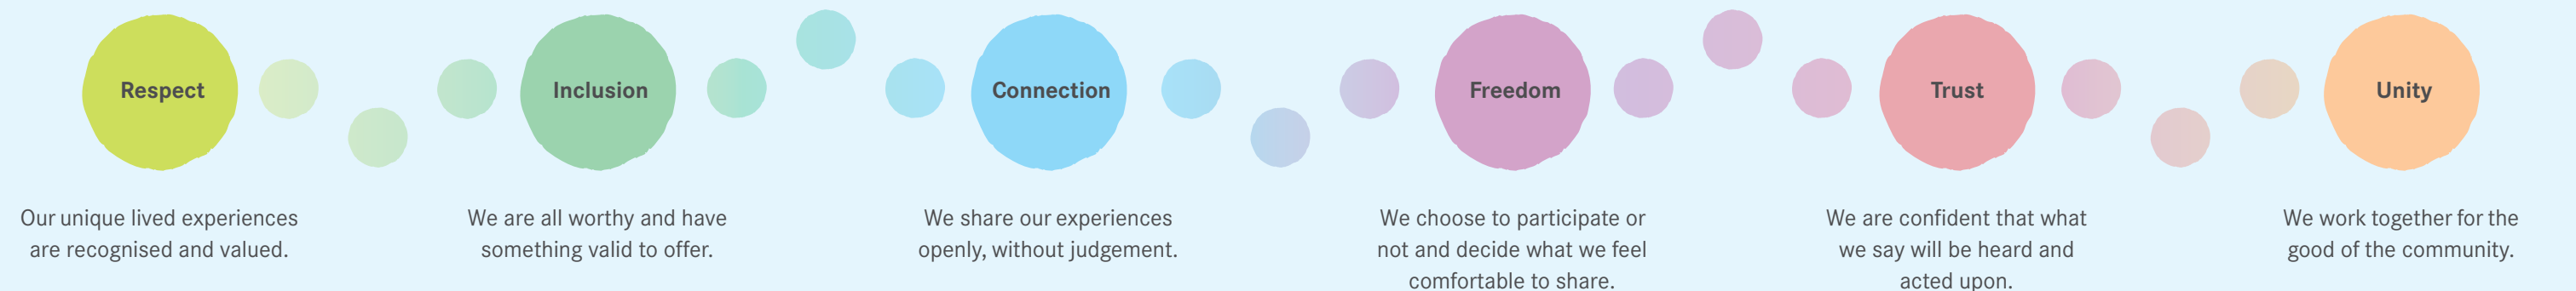 Respect
Our unique lived experiences
are recognised and valued.
Inclusion
We are all worthy and have
something valid to offer.
Connection
We share our experiences
openly, without judgement.
Freedom
We choose to participate or
not and decide what we feel
comfortable to share.
Trust
We are confident that what
we say will be heard and
acted upon.
Unity
We work together for the
good of the community.